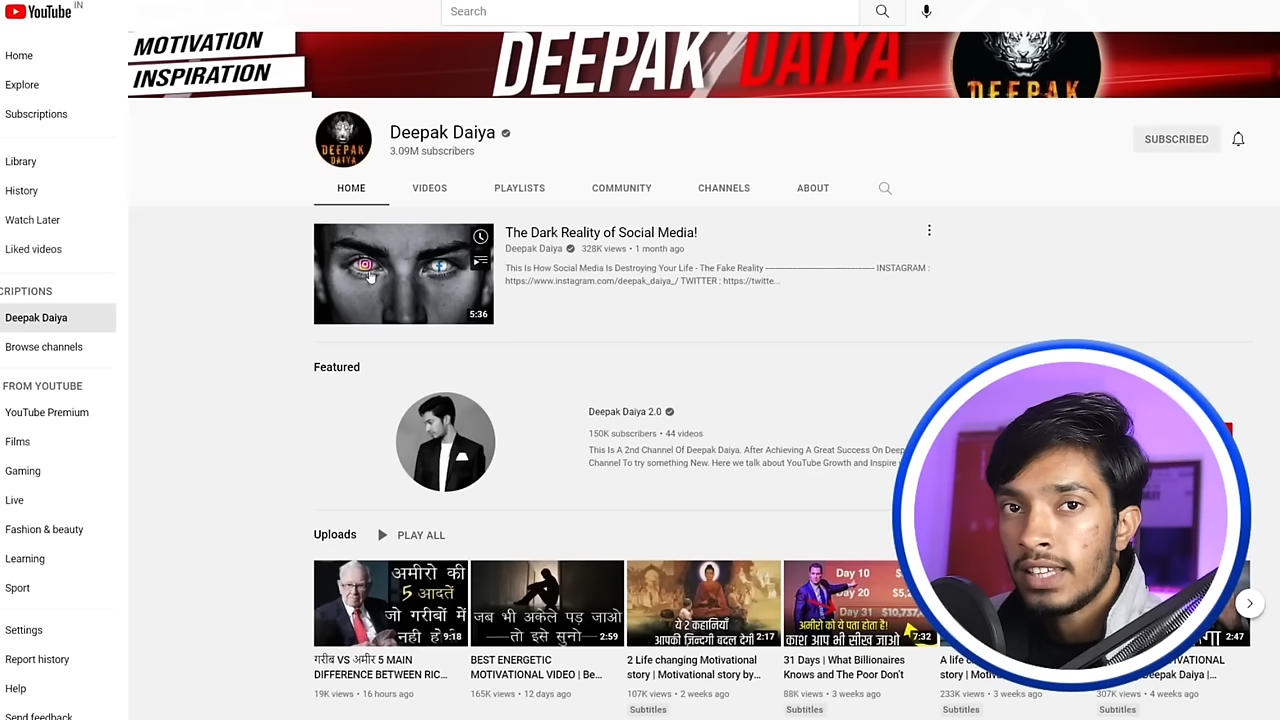 YouTube IN
Search
Home
Explore
Subscriptions
Library
History
Watch Later
Liked videos
CRIPTIONS
Deepak Daiya
Browse channels
FROM YOUTUBE
YouTube Premium
Films
Gaming
Live
Fashion & beauty
Learning
Sport
Settings
Report history
Help
Send feedback
MOTIVATION
INSPIRATION
DEEPAK DAIYA
DEEPAK
DEEPAK
DAIYA
Deepak Daiya
3.09M subscribers
SUBSCRIBED
HOME VIDEOS PLAYLISTS COMMUNITY CHANNELS ABOUT
5:36
The Dark Reality of Social Media!
Deepak Daiya 328K views • 1 month ago
This Is How Social Media Is Destroying Your Life - The Fake Reality ---------------------------------------- INSTAGRAM :
https://www.instagram.com/deepak_daiya_/ TWITTER : https://twitte...
Featured
Deepak Daiya 2.0
150K subscribers • 44 videos
This Is A 2nd Channel Of Deepak Daiya. After Achieving A Great Success On Deep
Channel To try something New. Here we talk about YouTube Growth and Inspire
Uploads PLAY ALL
अमीरो की
5 आदतें
जो गरीबों में
नही है
9:18
गरीब VS अमीर 5 MAIN
DIFFERENCE BETWEEN RIC...
19K views • 16 hours ago
जब भी अकेले पड़ जाओ
तो इसे सुनो
2:59
BEST ENERGETIC
MOTIVATIONAL VIDEO | Be...
165K views • 12 days ago
ये 2 कहानियाँ
आपकी ज़िन्दगी बदल देगी
2:17
2 Life changing Motivational
story | Motivational story by...
107K views • 2 weeks ago
Subtitles
Day 10
Day 20 $5,
Day 31 $10,737,
अमीरों को ये पता होता है!
काश आप भी सीख जाओ
7:32
31 Days | What Billionaires
Knows and The Poor Don't
88K views • 3 weeks ago
Subtitles
A life
story | Moti
233K views • 3 weeks ago
Subtitles
2:47
VATIONAL
Deepak Daiya |...
307K views • 4 weeks ago
Subtitles